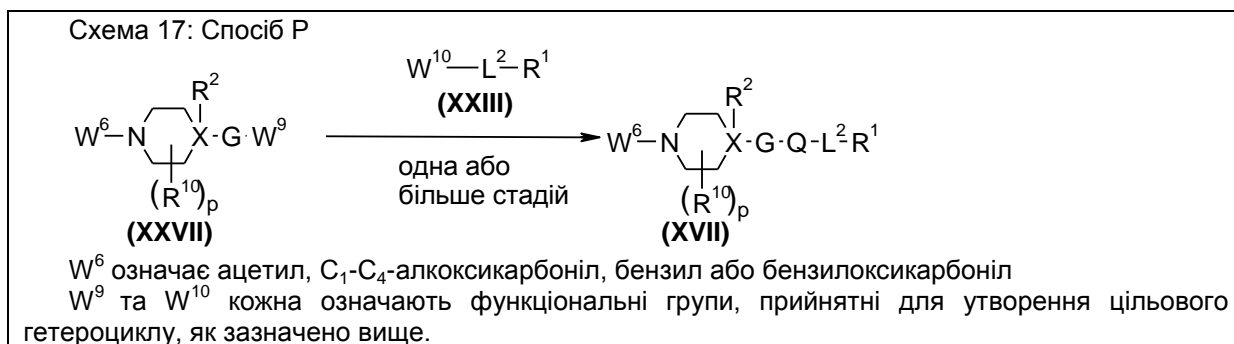 Схема 17: Спосіб P
W¹⁰—L²–R¹
(XXIII)
R²
W⁶–N X-G-W⁹
(R¹⁰)p
(XXVII)
одна або
більше стадій
R²
W⁶–N X-G-Q-L²-R¹
(R¹⁰)p
(XVII)
W⁶ означає ацетил, C₁-C₄-алкоксикарбоніл, бензил або бензилоксикарбоніл
W⁹ та W¹⁰ кожна означають функціональні групи, прийнятні для утворення цільового
гетероциклу, як зазначено вище.